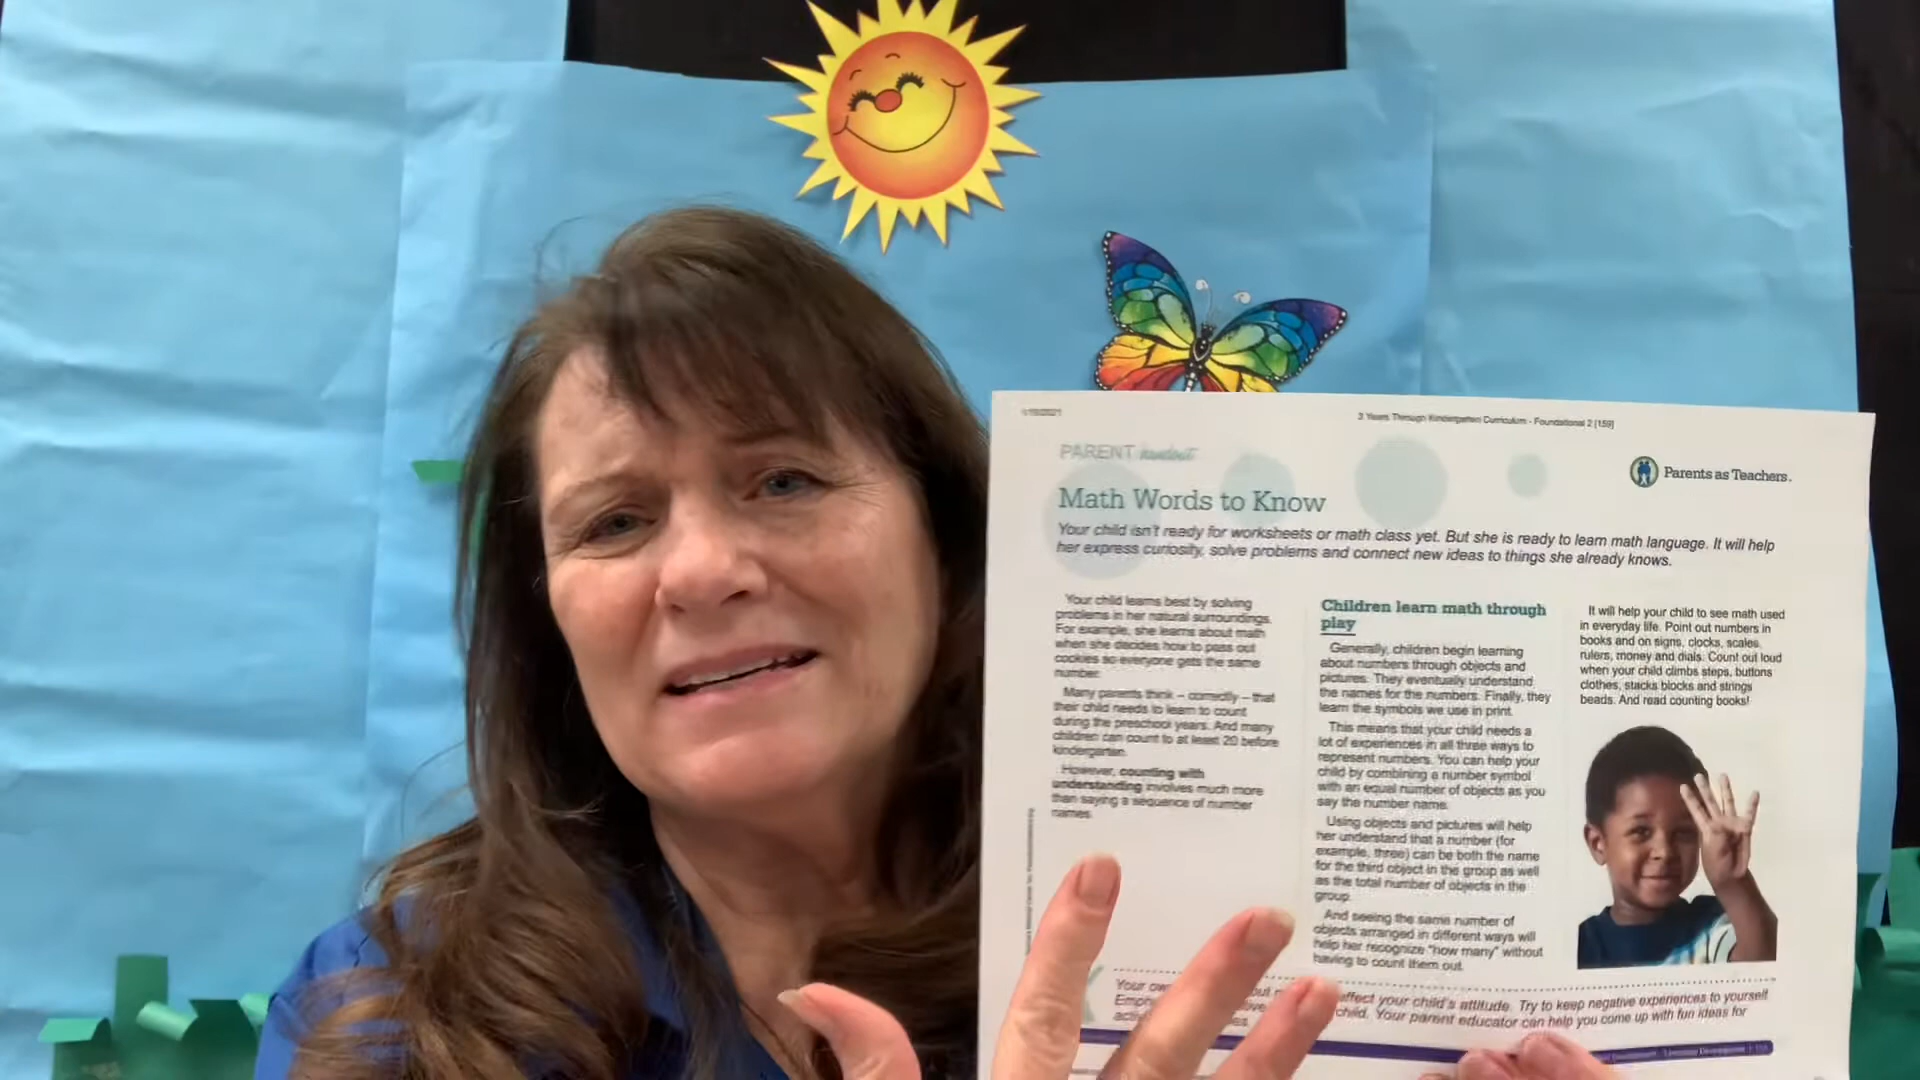 1/19/2021
3 Years Through Kindergarten Curriculum - Foundational 2 [159]
PARENT handout
Parents as Teachers.
Math Words to Know
Your child isn't ready for worksheets or math class yet. But she is ready to learn math language. It will help
her express curiosity, solve problems and connect new ideas to things she already knows.
Your child learns best by solving
problems in her natural surroundings.
For example, she learns about math
when she decides how to pass out
cookies so everyone gets the same
number.
Many parents think – correctly – that
their child needs to learn to count
during the preschool years. And many
children can count to at least 20 before
kindergarten.
However, counting with
understanding involves much more
than saying a sequence of number
names.
Children learn math through
play
Generally, children begin learning
about numbers through objects and
pictures. They eventually understand
the names for the numbers. Finally, they
learn the symbols we use in print.
This means that your child needs a
lot of experiences in all three ways to
represent numbers. You can help your
child by combining a number symbol
with an equal number of objects as you
say the number name.
Using objects and pictures will help
her understand that a number (for
example, three) can be both the name
for the third object in the group as well
as the total number of objects in the
group.
And seeing the same number of
objects arranged in different ways will
help her recognize "how many" without
having to count them out.
It will help your child to see math used
in everyday life. Point out numbers in
books and on signs, clocks, scales,
rulers, money and dials. Count out loud
when your child climbs steps, buttons
clothes, stacks blocks and strings
beads. And read counting books!
Your affect your child's attitude. Try to keep negative experiences to yourself
child. Your parent educator can help you come up with fun ideas for